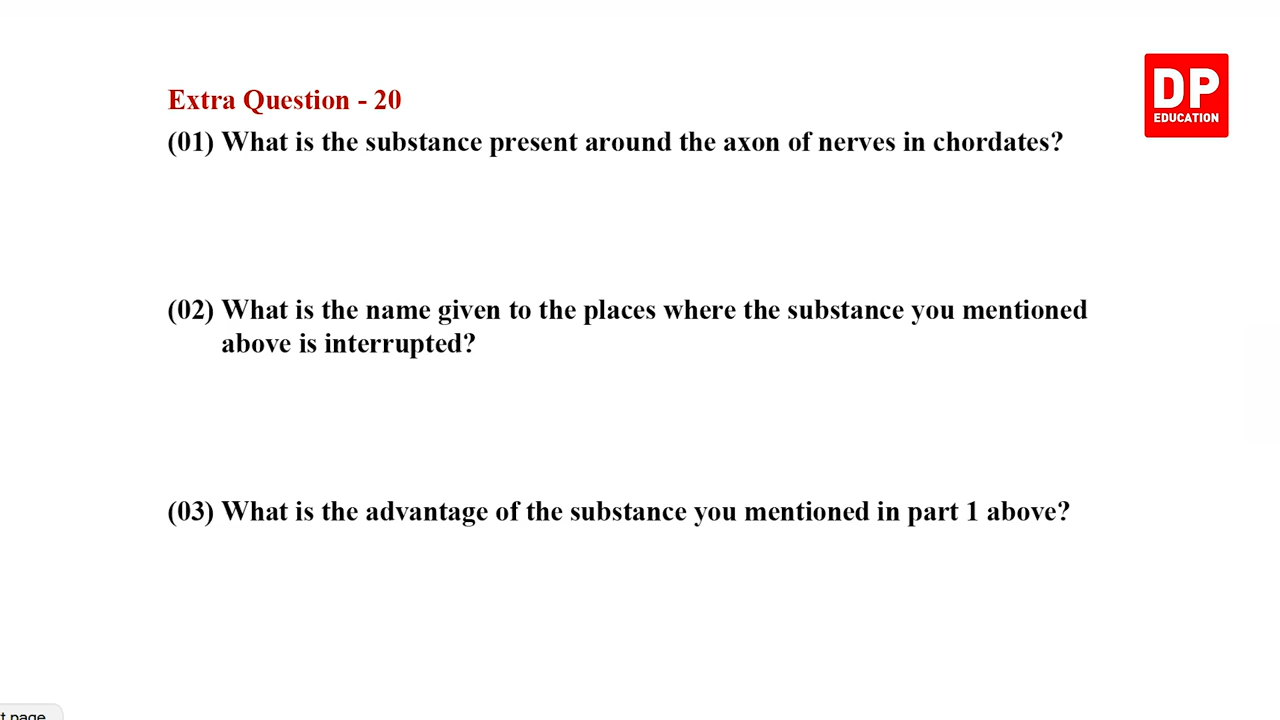 DP
EDUCATION
Extra Question - 20
(01) What is the substance present around the axon of nerves in chordates?
(02) What is the name given to the places where the substance you mentioned
above is interrupted?
(03) What is the advantage of the substance you mentioned in part 1 above?
t page